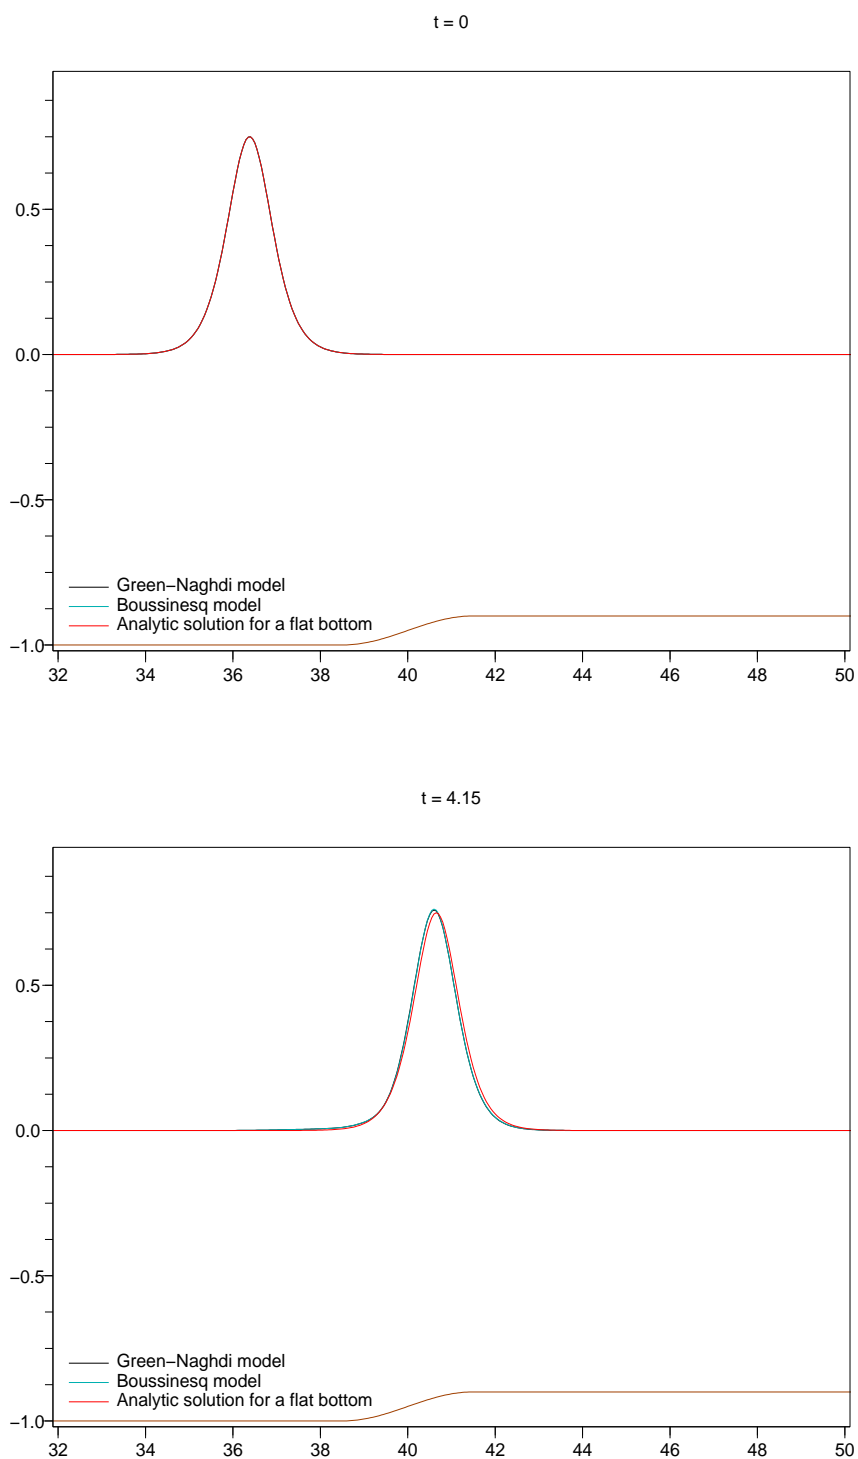 t = 0
0.5
0.0
−0.5
Green−Naghdi model
Boussinesq model
Analytic solution for a flat bottom
−1.0
32 34 36 38 40 42 44 46 48 50
t = 4.15
0.5
0.0
−0.5
Green−Naghdi model
Boussinesq model
Analytic solution for a flat bottom
−1.0
32 34 36 38 40 42 44 46 48 50